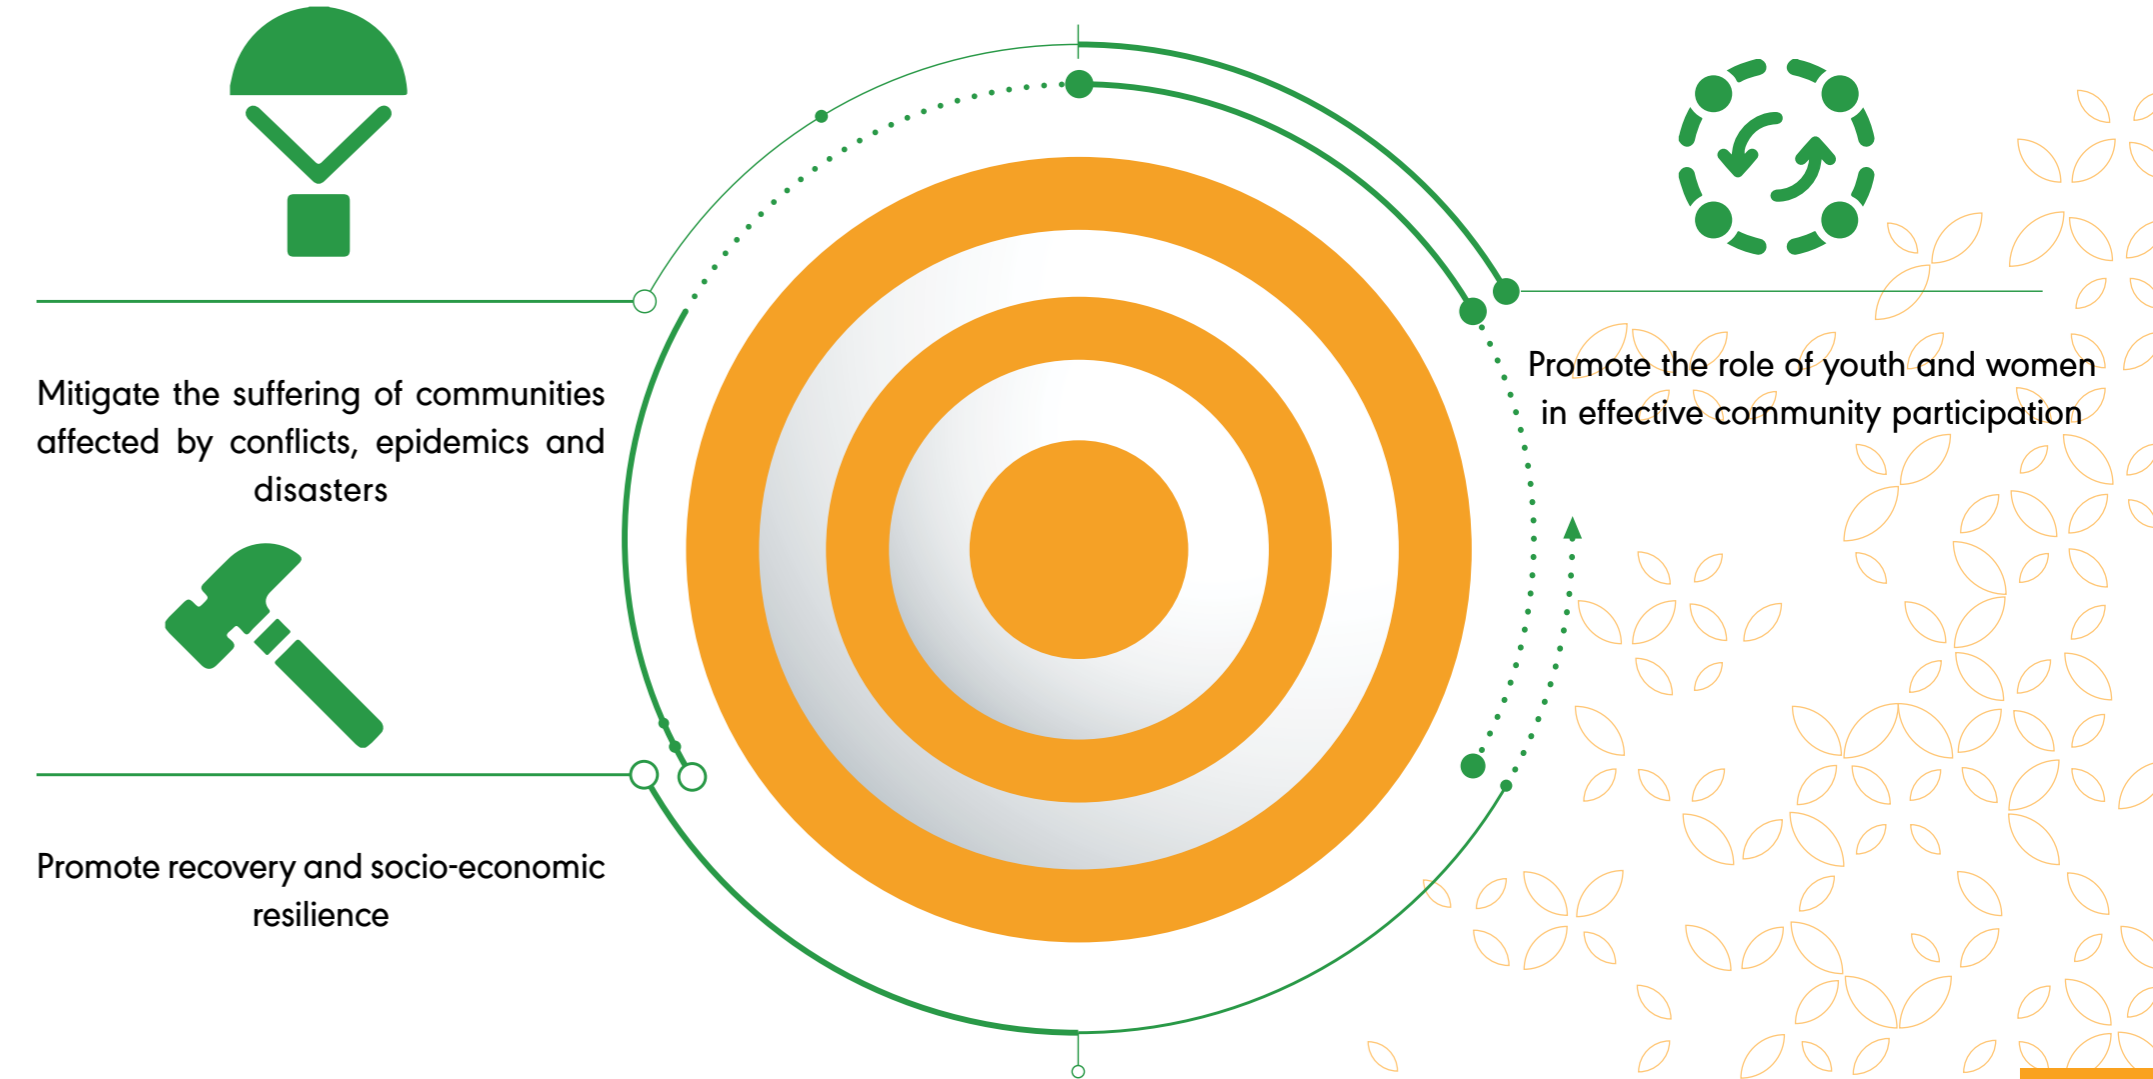 Mitigate the suffering of communities
affected by conflicts, epidemics and
disasters
Promote recovery and socio-economic
resilience
Promote the role of youth and women
in effective community participation